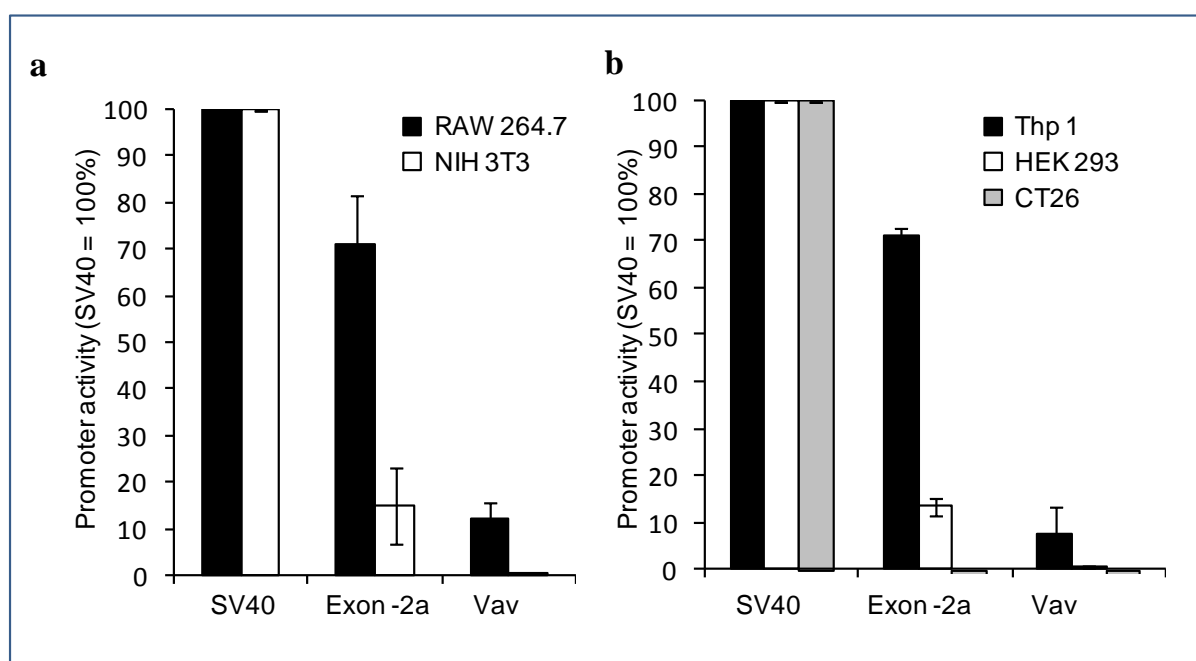 a
Promoter activity (SV40 = 100%)
100
90
80
70
60
50
40
30
20
10
0
RAW 264.7
NIH 3T3
SV40
Exon -2a
Vav
b
Promoter activity (SV40 = 100%)
100
90
80
70
60
50
40
30
20
10
0
Thp 1
HEK 293
CT26
SV40
Exon -2a
Vav